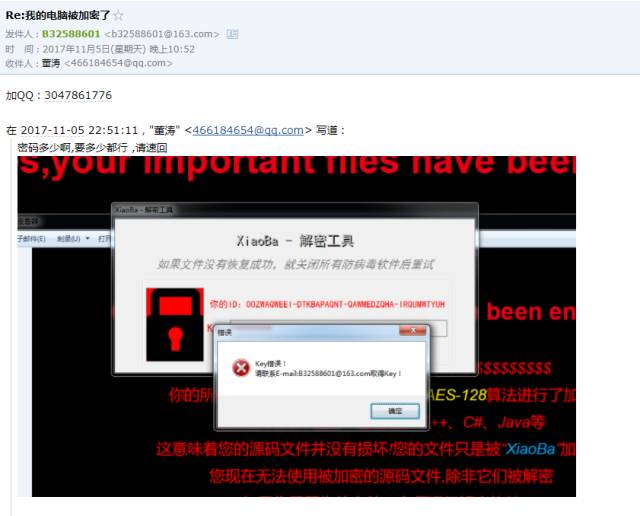 Re:我的电脑被加密了☆
发件人：B32588601 <b32588601@163.com>
时 间：2017年11月5日(星期天) 晚上10:52
收件人：董涛 <466184654@qq.com>
加QQ：3047861776
在 2017-11-05 22:51:11，"董涛" <466184654@qq.com> 写道：
密码多少啊,要多少都行 ,请速回
s,your important files have bee
XiaoBa - 解密工具
XiaoBa - 解密工具
如果文件没有恢复成功，就关闭所有防病毒软件后重试
你的ID：OOZWAQWEEI-DTKBAPAQNT-QAWMEDZQHA-IRQUMWTYUH
been en
错误
Key错误！
请联系E-mail:B32588601@163.com取得Key！
确定
$$$$$$$$$
你的所
AES-128算法进行了加
++、C#、Java等
这意味着您的源码文件并没有损坏!您的文件只是被"XiaoBa"加
您现在无法使用被加密的源码文件.除非它们被解密